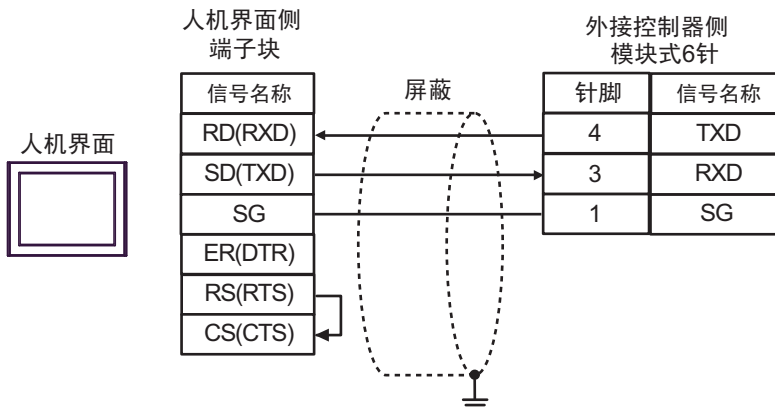 人机界面侧
端子块
外接控制器侧
模块式6针
人机界面
屏蔽
信号名称
RD(RXD)
SD(TXD)
SG
ER(DTR)
RS(RTS)
CS(CTS)
针脚 信号名称
4 TXD
3 RXD
1 SG